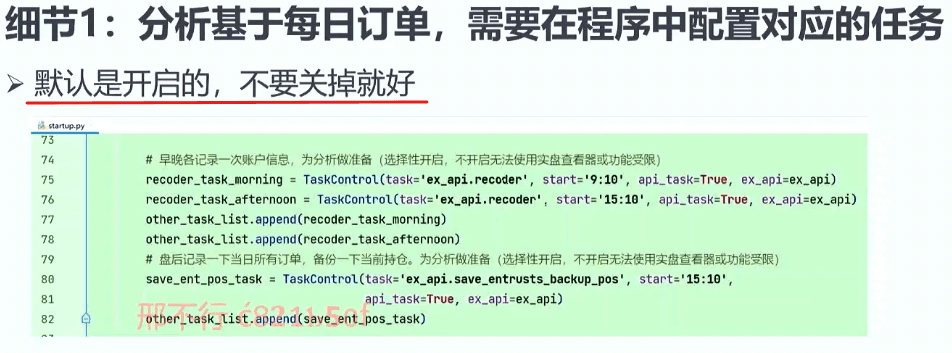 细节1：分析基于每日订单，需要在程序中配置对应的任务
➢ 默认是开启的，不要关掉就好
startup.py
73
74 # 早晚各记录一次账户信息，为分析做准备（选择性开启，不开启无法使用实盘查看器或功能受限）
75 recoder_task_morning = TaskControl(task='ex_api.recoder', start='9:10', api_task=True, ex_api=ex_api)
76 recoder_task_afternoon = TaskControl(task='ex_api.recoder', start='15:10', api_task=True, ex_api=ex_api)
77 other_task_list.append(recoder_task_morning)
78 other_task_list.append(recoder_task_afternoon)
79 # 盘后记录一下当日所有订单，备份一下当前持仓。为分析做准备（选择性开启，不开启无法使用实盘查看器或功能受限）
80 save_ent_pos_task = TaskControl(task='ex_api.save_entrusts_backup_pos', start='15:10',
81 api_task=True, ex_api=ex_api)
82 other_task_list.append(save_ent_pos_task)
邢不行